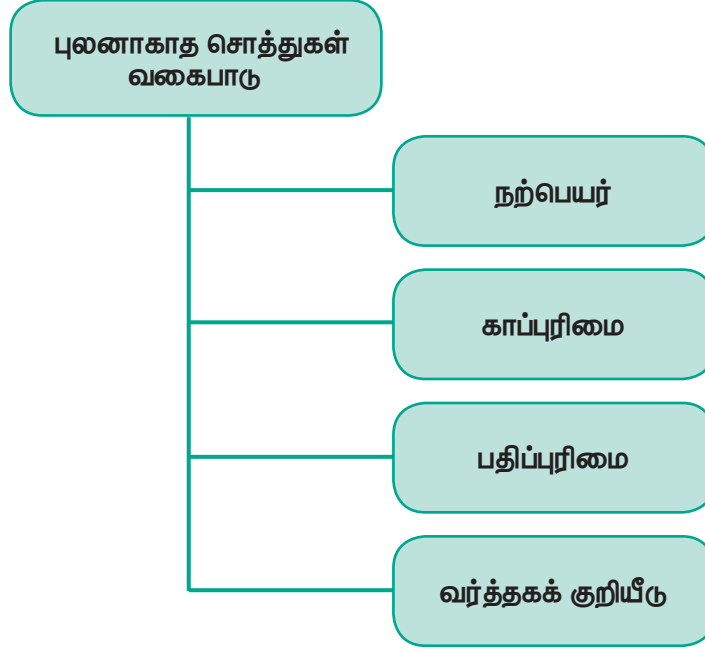 புலனாகாத சொத்துகள்
வகைபாடு
நற்பெயர்
காப்புரிமை
பதிப்புரிமை
வர்த்தகக் குறியீடு